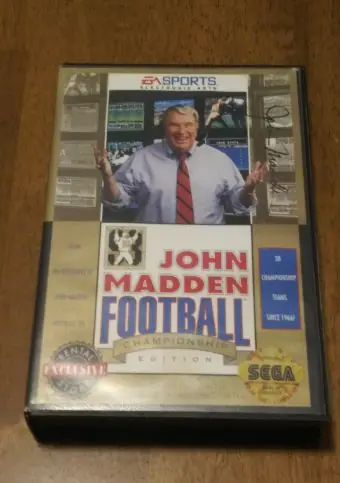 EA SPORTS
ELECTRONIC ARTS
JOHN
MADDEN
FOOTBALL
CHAMPIONSHIP
EDITION
38
CHAMPIONSHIP
TEAMS
SINCE 1966!
RENTAL
EXCLUSIVE
SEGA